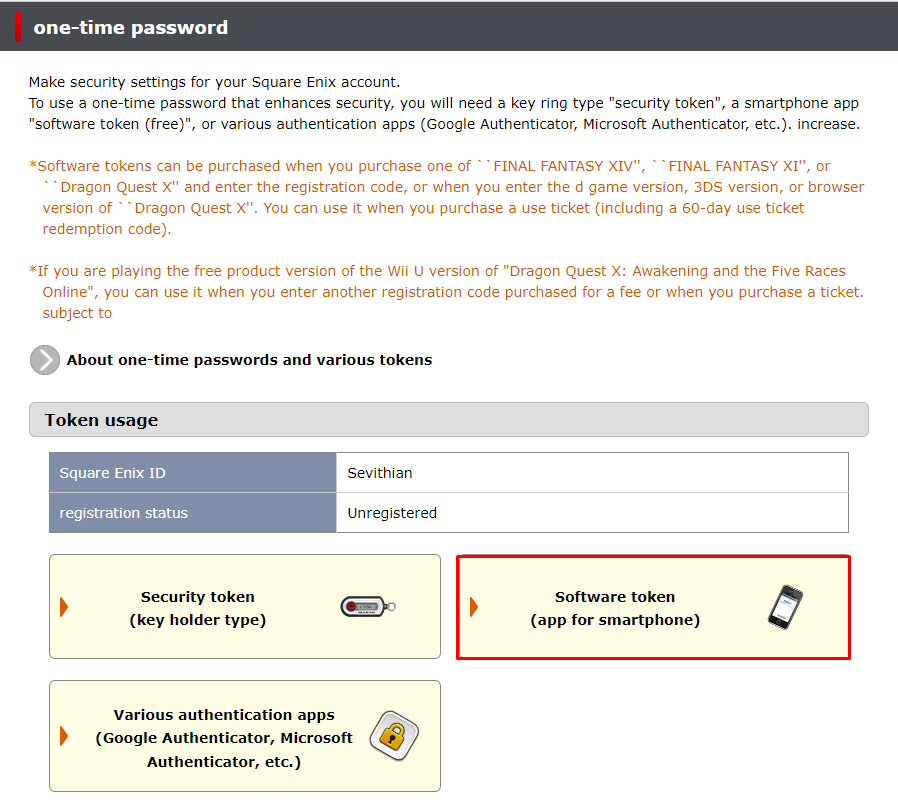 one-time password
Make security settings for your Square Enix account.
To use a one-time password that enhances security, you will need a key ring type "security token", a smartphone app
"software token (free)", or various authentication apps (Google Authenticator, Microsoft Authenticator, etc.). increase.
*Software tokens can be purchased when you purchase one of ``FINAL FANTASY XIV'', ``FINAL FANTASY XI'', or
``Dragon Quest X'' and enter the registration code, or when you enter the d game version, 3DS version, or browser
version of ``Dragon Quest X''. You can use it when you purchase a use ticket (including a 60-day use ticket
redemption code).
*If you are playing the free product version of the Wii U version of "Dragon Quest X: Awakening and the Five Races
Online", you can use it when you enter another registration code purchased for a fee or when you purchase a ticket.
subject to
About one-time passwords and various tokens
Token usage
Square Enix ID Sevithian
registration status Unregistered
Security token
(key holder type)
Software token
(app for smartphone)
Various authentication apps
(Google Authenticator, Microsoft
Authenticator, etc.)